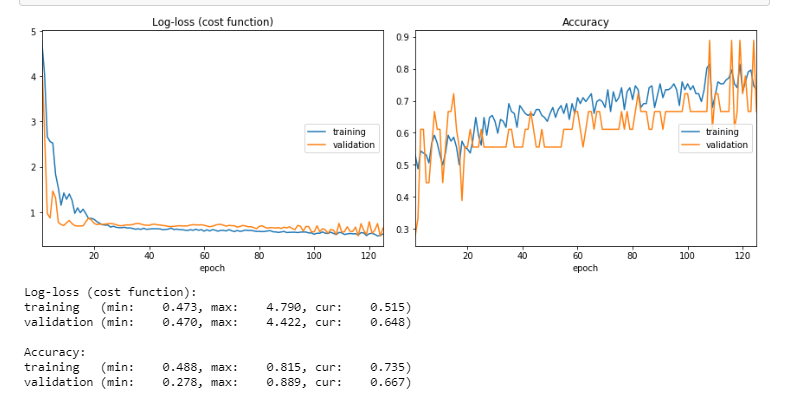 Log-loss (cost function)
5
4
3
2
1
20 40 60 80 100 120
epoch
training
validation
Accuracy
0.9
0.8
0.7
0.6
0.5
0.4
0.3
20 40 60 80 100 120
epoch
training
validation
Log-loss (cost function):
training (min: 0.473, max: 4.790, cur: 0.515)
validation (min: 0.470, max: 4.422, cur: 0.648)
Accuracy:
training (min: 0.488, max: 0.815, cur: 0.735)
validation (min: 0.278, max: 0.889, cur: 0.667)